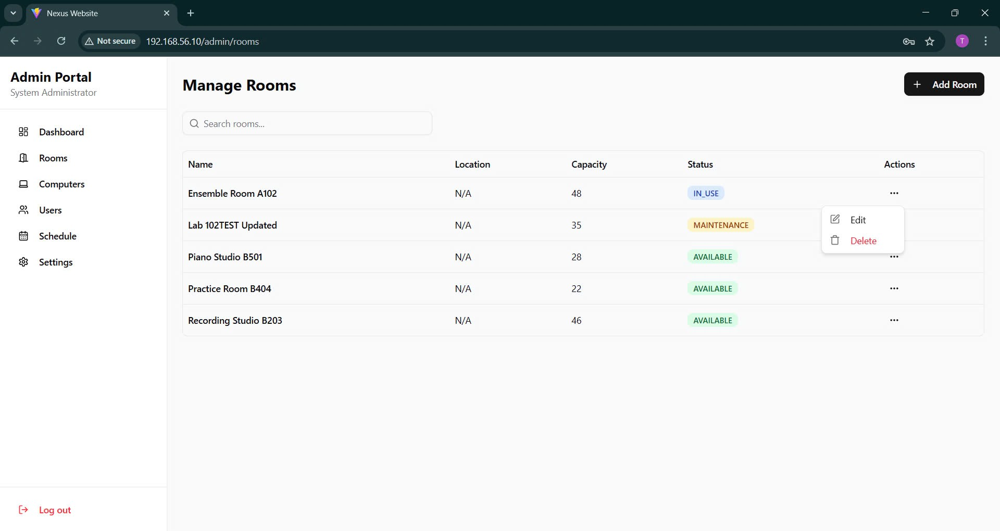 Nexus Website
Not secure 192.168.56.10/admin/rooms T
Admin Portal
System Administrator
Dashboard
Rooms
Computers
Users
Schedule
Settings
Log out
Manage Rooms
Add Room
Search rooms...
Name Location Capacity Status Actions
Ensemble Room A102 N/A 48 IN_USE
Lab 102TEST Updated N/A 35 MAINTENANCE
Piano Studio B501 N/A 28 AVAILABLE
Practice Room B404 N/A 22 AVAILABLE
Recording Studio B203 N/A 46 AVAILABLE
Edit
Delete